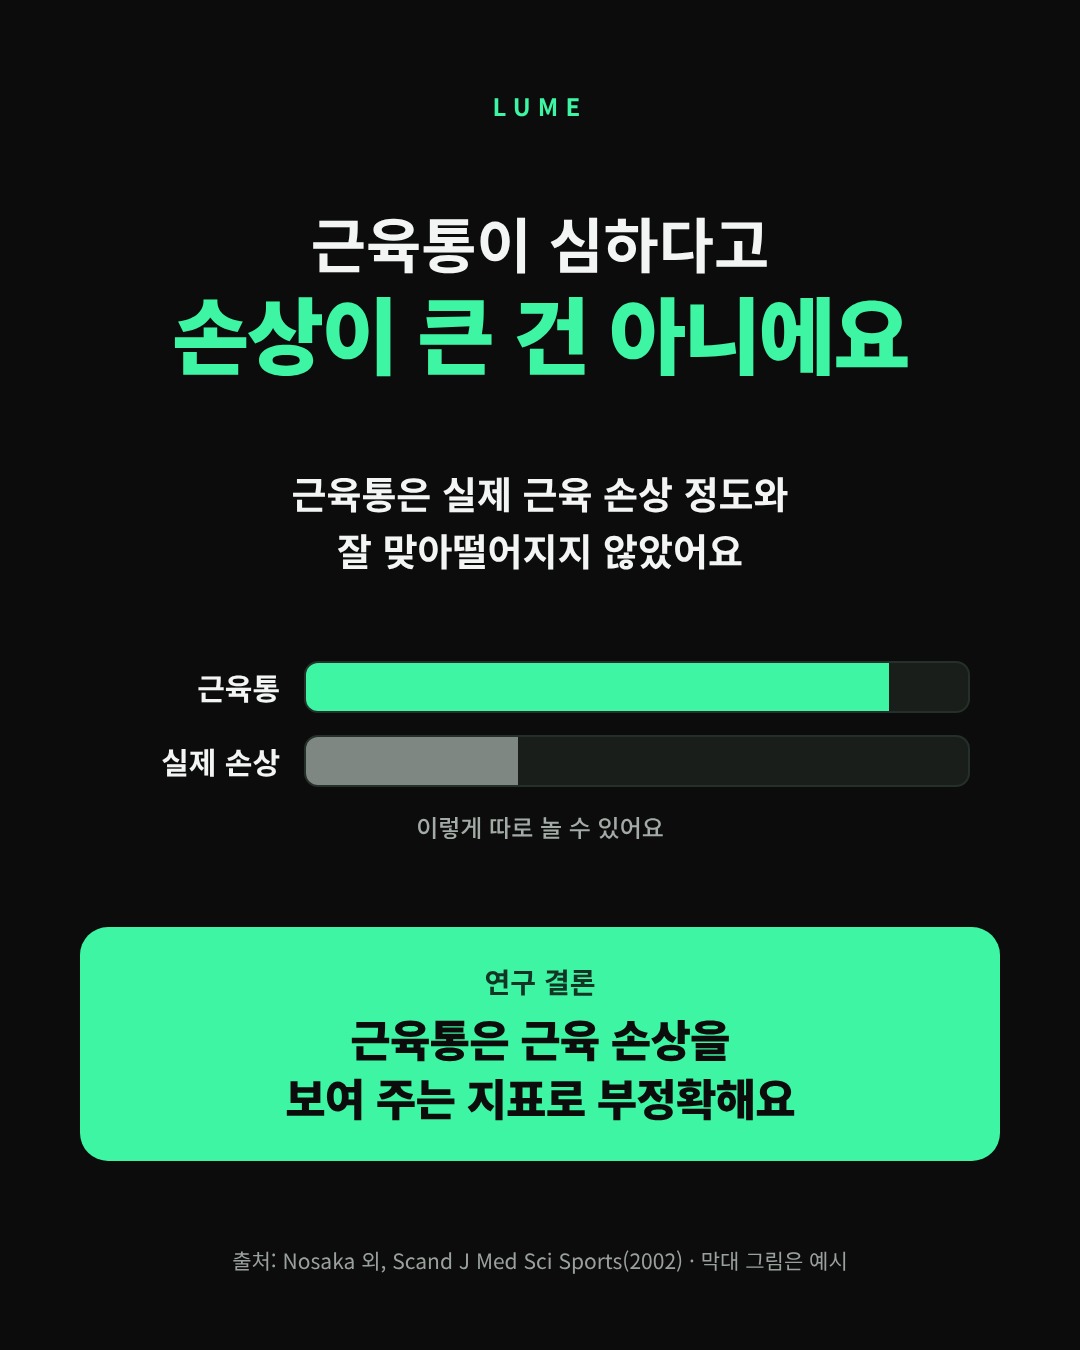 LUME
근육통이 심하다고
손상이 큰 건 아니에요
근육통은 실제 근육 손상 정도와
잘 맞아떨어지지 않았어요
근육통
실제 손상
이렇게 따로 놀 수 있어요
연구 결론
근육통은 근육 손상을
보여 주는 지표로 부정확해요
출처: Nosaka 외, Scand J Med Sci Sports(2002) · 막대 그림은 예시